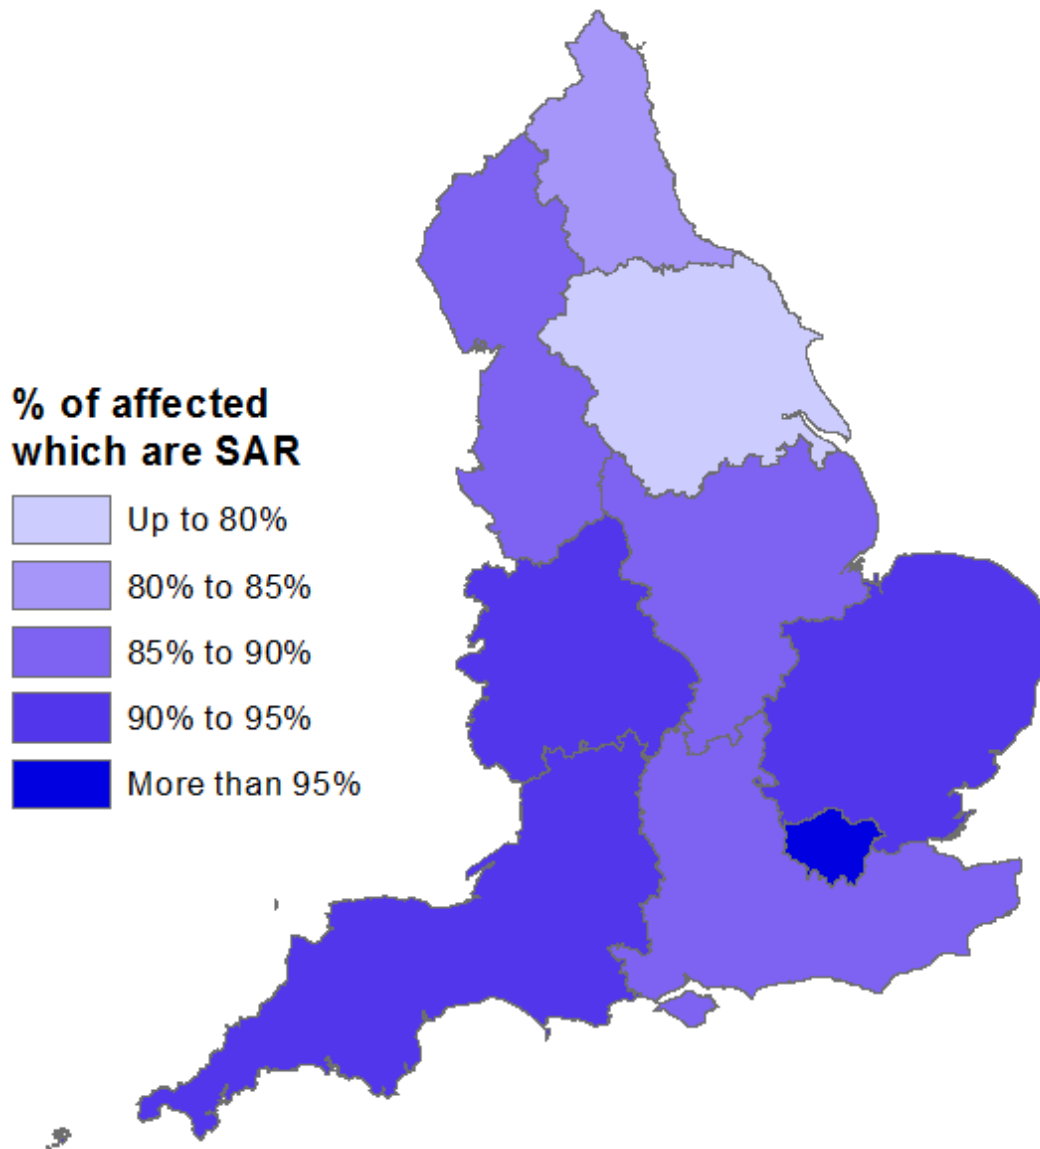 % of affected
which are SAR
Up to 80%
80% to 85%
85% to 90%
90% to 95%
More than 95%